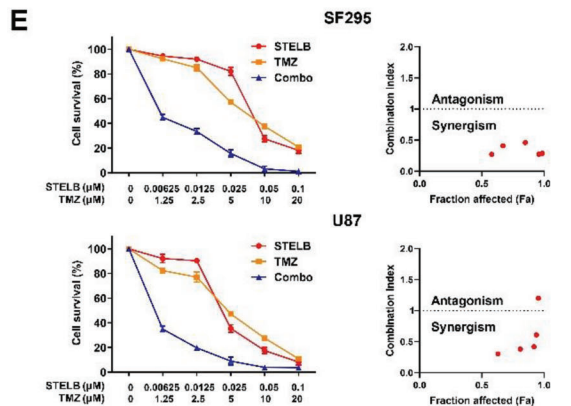 E
SF295
Cell survival (%)
100
80
60
40
20
0
STELB
TMZ
Combo
STELB (μM) 0 0.00625 0.0125 0.025 0.05 0.1
TMZ (μM) 0 1.25 2.5 5 10 20
Combination Index
2.0
1.5
1
0.5
0.0
Antagonism
Synergism
0.0 0.5 1.0
Fraction affected (Fa)
U87
Cell survival (%)
100
80
60
40
20
0
STELB
TMZ
Combo
STELB (μM) 0 0.00625 0.0125 0.025 0.05 0.1
TMZ (μM) 0 1.25 2.5 5 10 20
Combination Index
2.0
1.5
1
0.5
0.0
Antagonism
Synergism
0.0 0.5 1.0
Fraction affected (Fa)